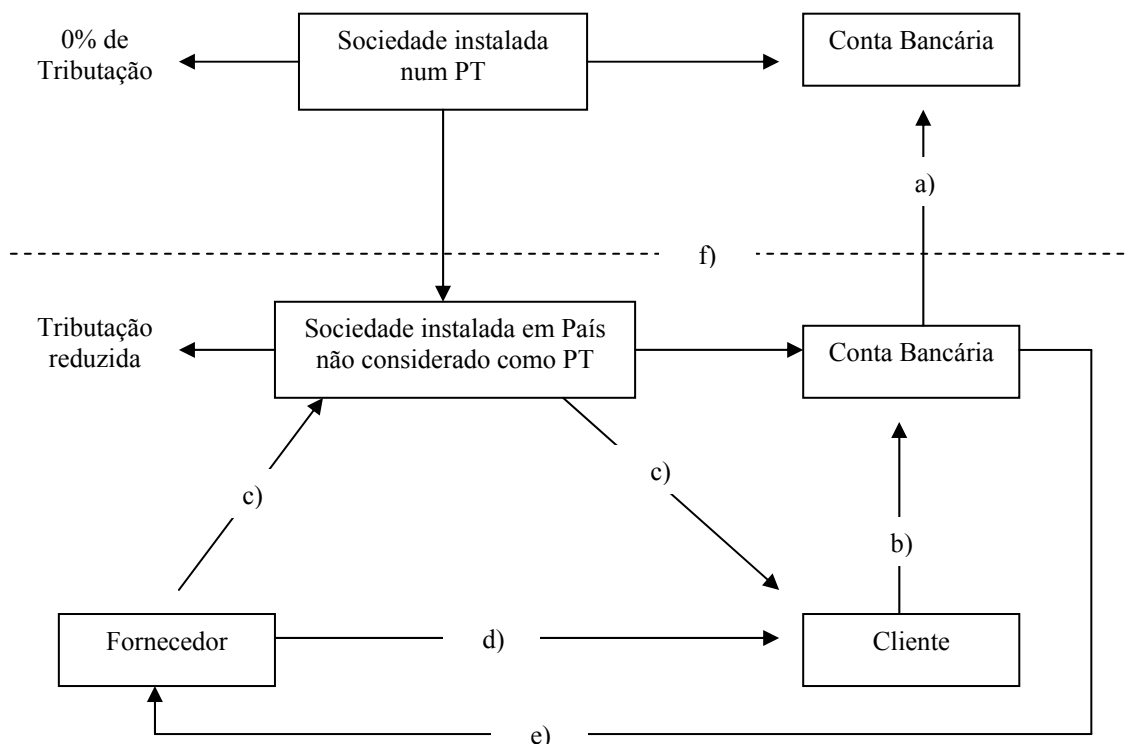 0% de
Tributação
Sociedade instalada
num PT
Conta Bancária
a)
f)
Tributação
reduzida
Sociedade instalada em País
não considerado como PT
Conta Bancária
c)
c)
b)
Fornecedor
d)
Cliente
e)